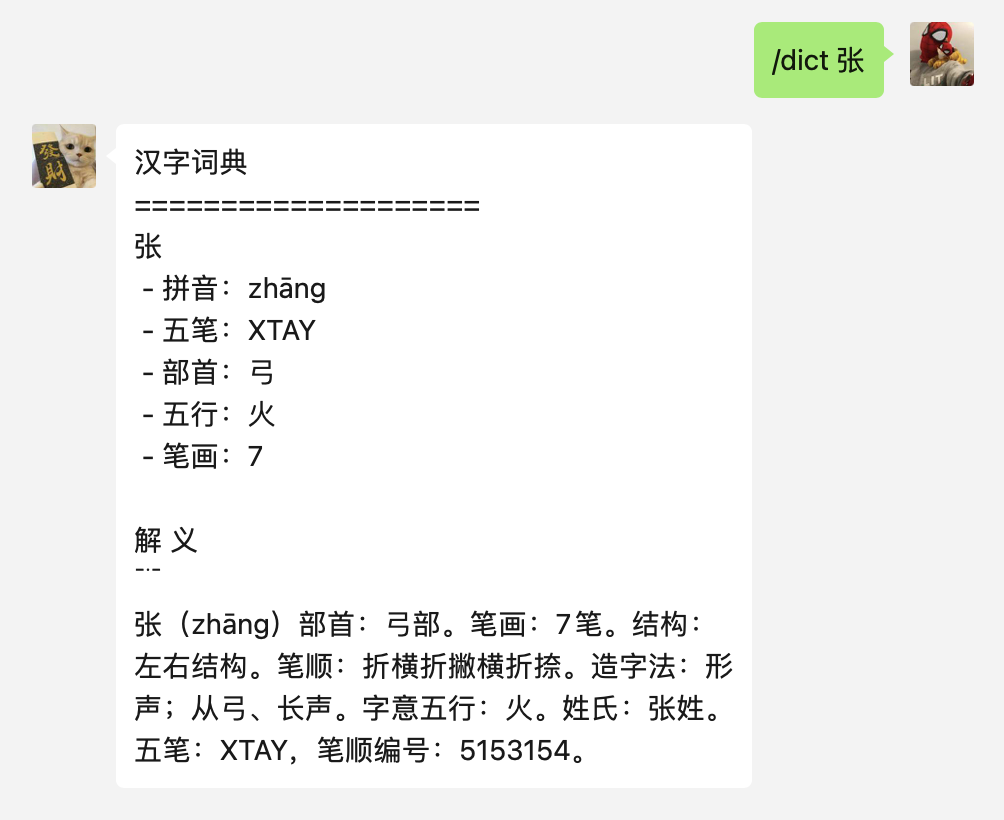 /dict 张
發
財
LIT
汉字词典
====================
张
- 拼音：zhāng
- 五笔：XTAY
- 部首：弓
- 五行：火
- 笔画：7
解 义
---
张（zhāng）部首：弓部。笔画：7笔。结构：
左右结构。笔顺：折横折撇横折捺。造字法：形
声；从弓、长声。字意五行：火。姓氏：张姓。
五笔：XTAY，笔顺编号：5153154。